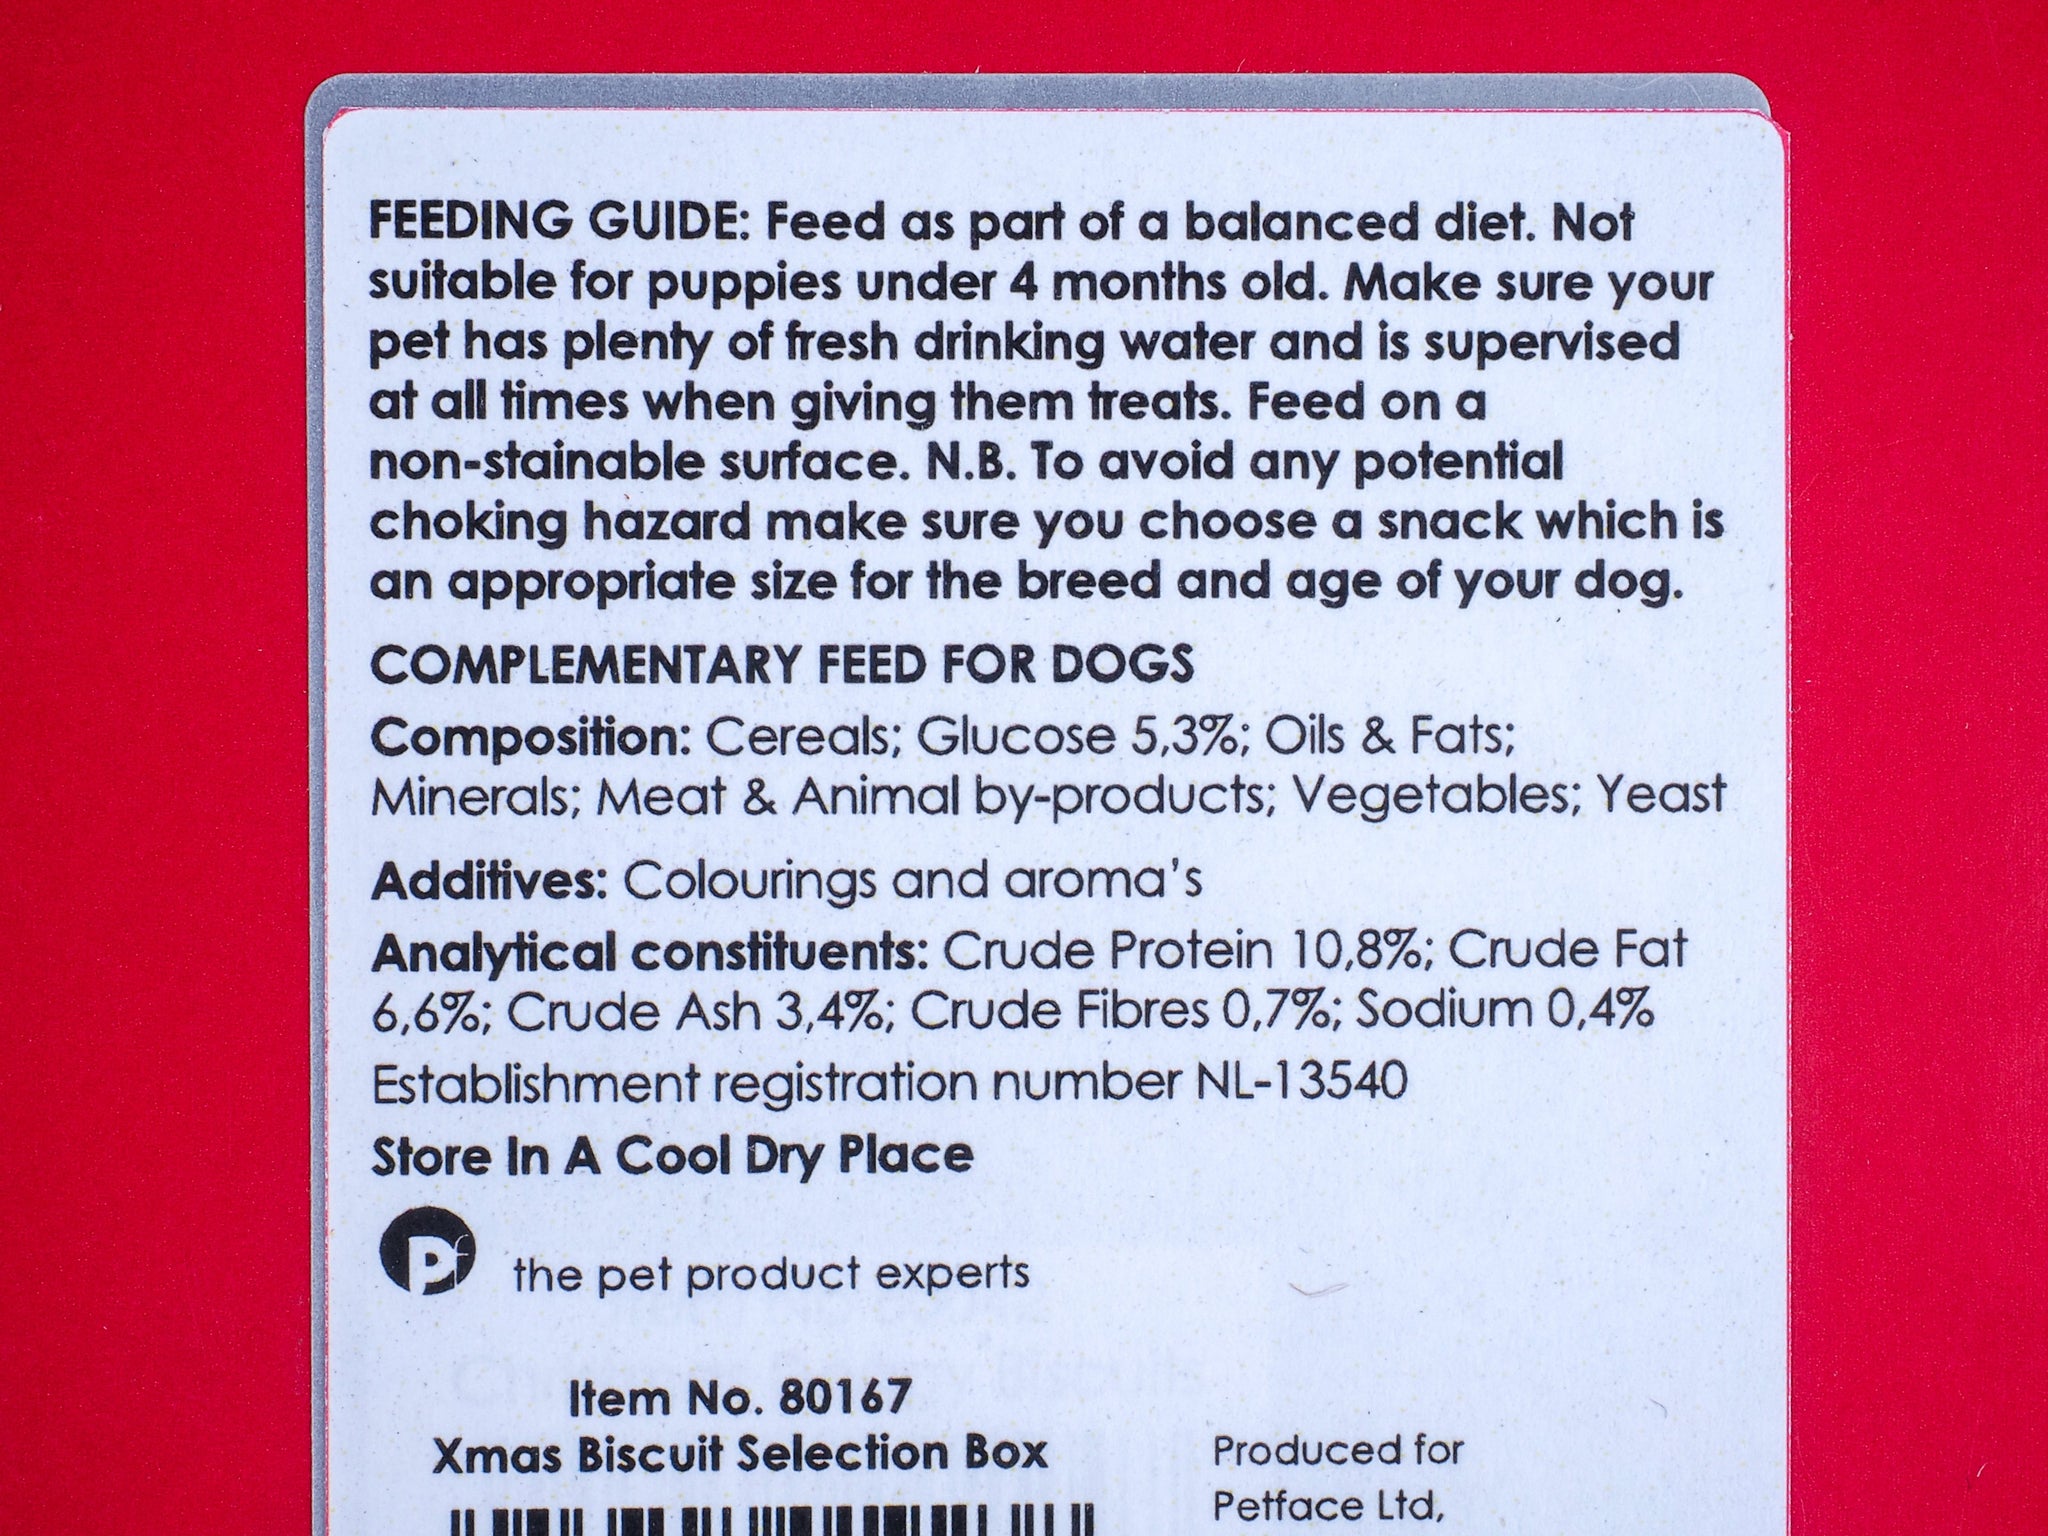 FEEDING GUIDE: Feed as part of a balanced diet. Not
suitable for puppies under 4 months old. Make sure your
pet has plenty of fresh drinking water and is supervised
at all times when giving them treats. Feed on a
non-stainable surface. N.B. To avoid any potential
choking hazard make sure you choose a snack which is
an appropriate size for the breed and age of your dog.
COMPLEMENTARY FEED FOR DOGS
Composition: Cereals; Glucose 5,3%; Oils & Fats;
Minerals; Meat & Animal by-products; Vegetables; Yeast
Additives: Colourings and aroma's
Analytical constituents: Crude Protein 10,8%; Crude Fat
6,6%; Crude Ash 3,4%; Crude Fibres 0,7%; Sodium 0,4%
Establishment registration number NL-13540
Store In A Cool Dry Place
the pet product experts
Item No. 80167
Xmas Biscuit Selection Box
Produced for
Petface Ltd,